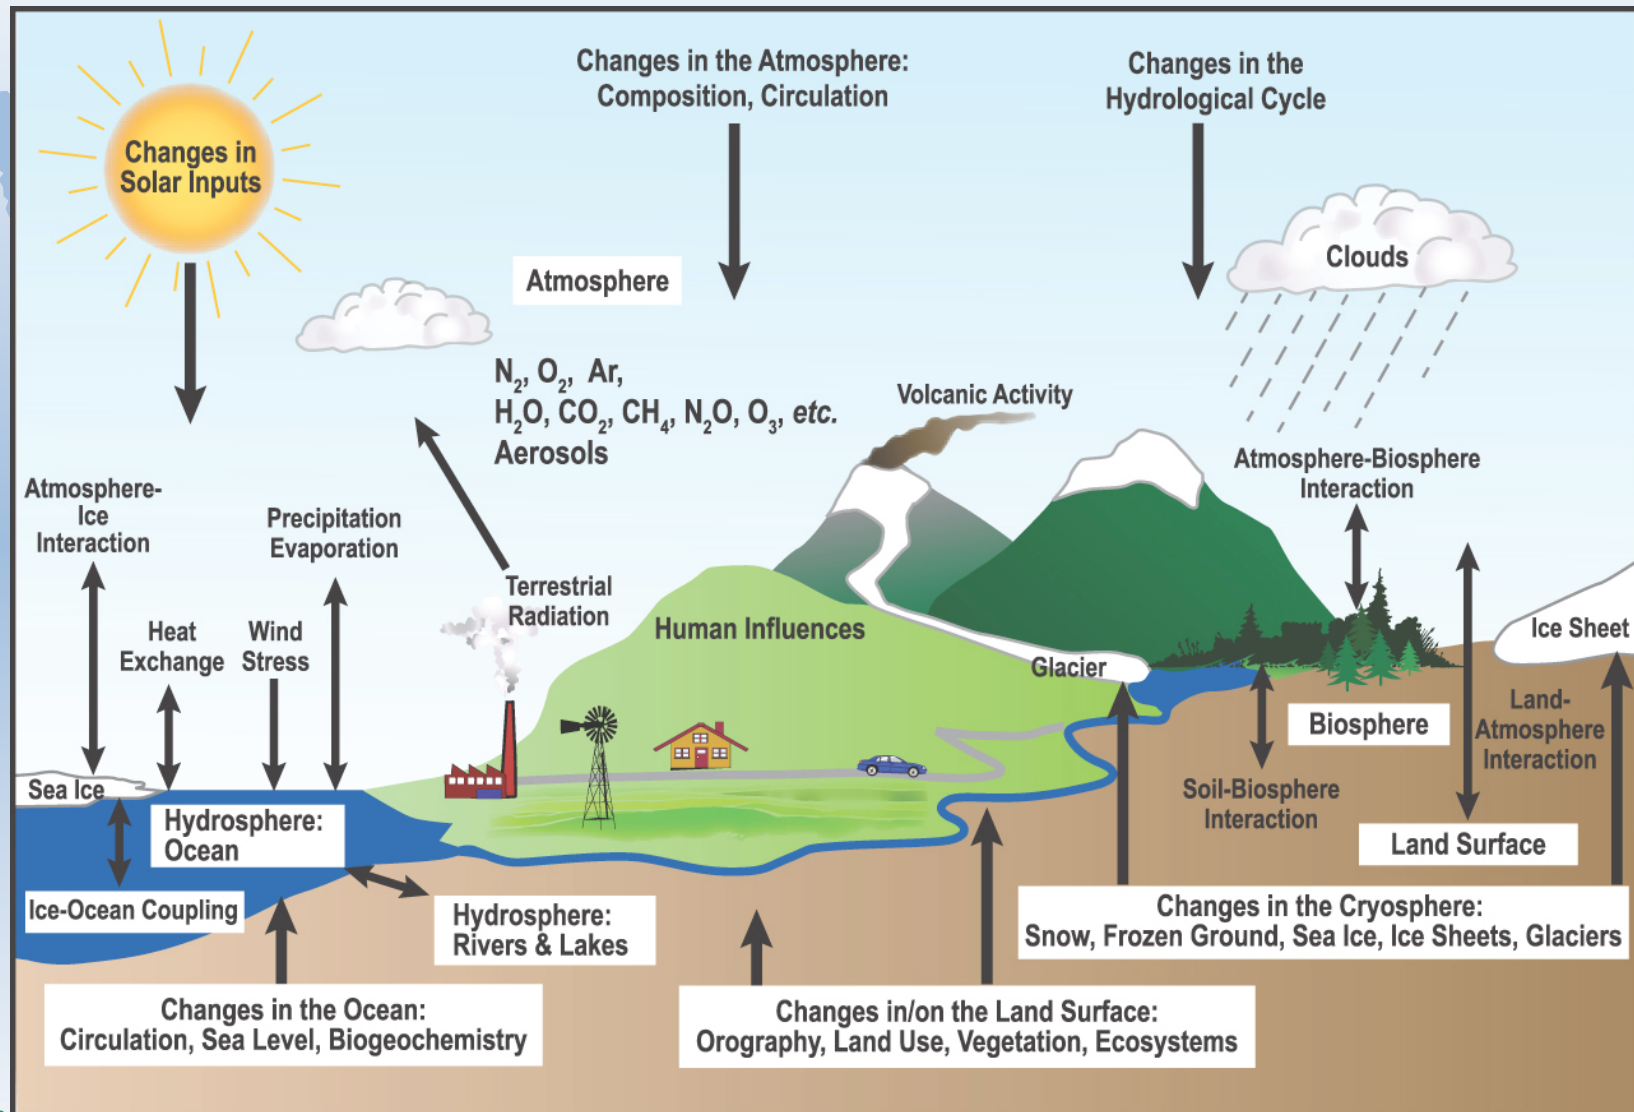 Changes in the Atmosphere:
Composition, Circulation
Changes in the
Hydrological Cycle
Changes in
Solar Inputs
Clouds
Atmosphere
N₂, O₂, Ar,
H₂O, CO₂, CH₄, N₂O, O₃, etc.
Aerosols
Volcanic Activity
Atmosphere-Biosphere
Interaction
Atmosphere-
Ice
Interaction
Precipitation
Evaporation
Terrestrial
Radiation
Heat
Exchange
Wind
Stress
Human Influences
Glacier
Ice Sheet
Land-
Atmosphere
Interaction
Biosphere
Soil-Biosphere
Interaction
Land Surface
Sea Ice
Hydrosphere:
Ocean
Ice-Ocean Coupling
Hydrosphere:
Rivers & Lakes
Changes in the Cryosphere:
Snow, Frozen Ground, Sea Ice, Ice Sheets, Glaciers
Changes in the Ocean:
Circulation, Sea Level, Biogeochemistry
Changes in/on the Land Surface:
Orography, Land Use, Vegetation, Ecosystems